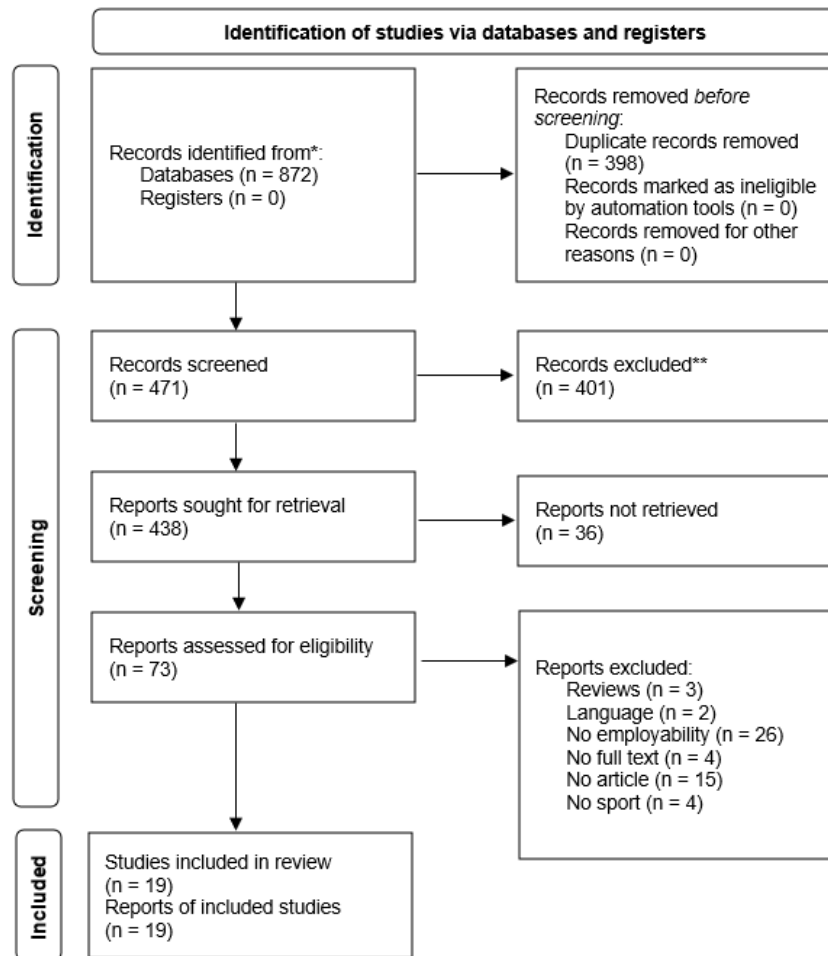 Identification of studies via databases and registers
Identification
Records identified from*:
Databases (n = 872)
Registers (n = 0)
Records removed before
screening:
Duplicate records removed
(n = 398)
Records marked as ineligible
by automation tools (n = 0)
Records removed for other
reasons (n = 0)
Screening
Records screened
(n = 471)
Records excluded**
(n = 401)
Reports sought for retrieval
(n = 438)
Reports not retrieved
(n = 36)
Reports assessed for eligibility
(n = 73)
Reports excluded:
Reviews (n = 3)
Language (n = 2)
No employability (n = 26)
No full text (n = 4)
No article (n = 15)
No sport (n = 4)
Included
Studies included in review
(n = 19)
Reports of included studies
(n = 19)